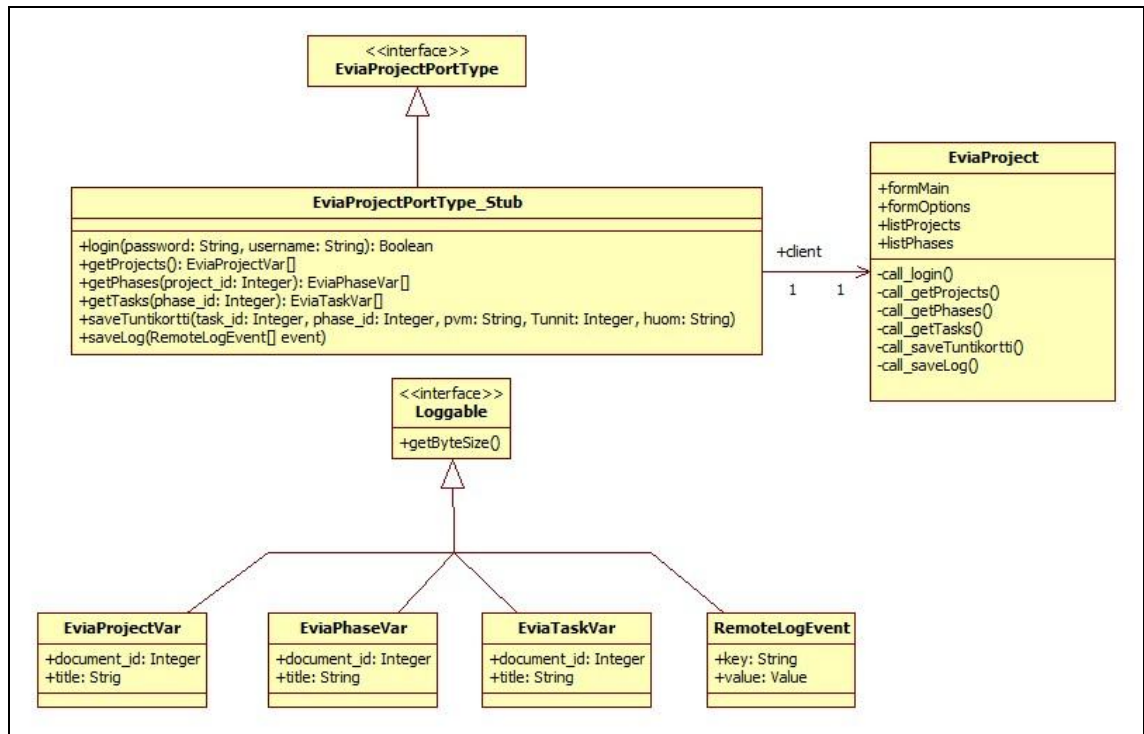 <<interface>>
EviaProjectPortType
EviaProjectPortType_Stub
+login(password: String, username: String): Boolean
+getProjects(): EviaProjectVar[]
+getPhases(project_id: Integer): EviaPhaseVar[]
+getTasks(phase_id: Integer): EviaTaskVar[]
+saveTuntikortti(task_id: Integer, phase_id: Integer, pvm: String, Tunnit: Integer, huom: String)
+saveLog(RemoteLogEvent[] event)
+client
1
1
EviaProject
+formMain
+formOptions
+listProjects
+listPhases
-call_login()
-call_getProjects()
-call_getPhases()
-call_getTasks()
-call_saveTuntikortti()
-call_saveLog()
<<interface>>
Loggable
+getByteSize()
EviaProjectVar
+document_id: Integer
+title: Strig
EviaPhaseVar
+document_id: Integer
+title: String
EviaTaskVar
+document_id: Integer
+title: String
RemoteLogEvent
+key: String
+value: Value